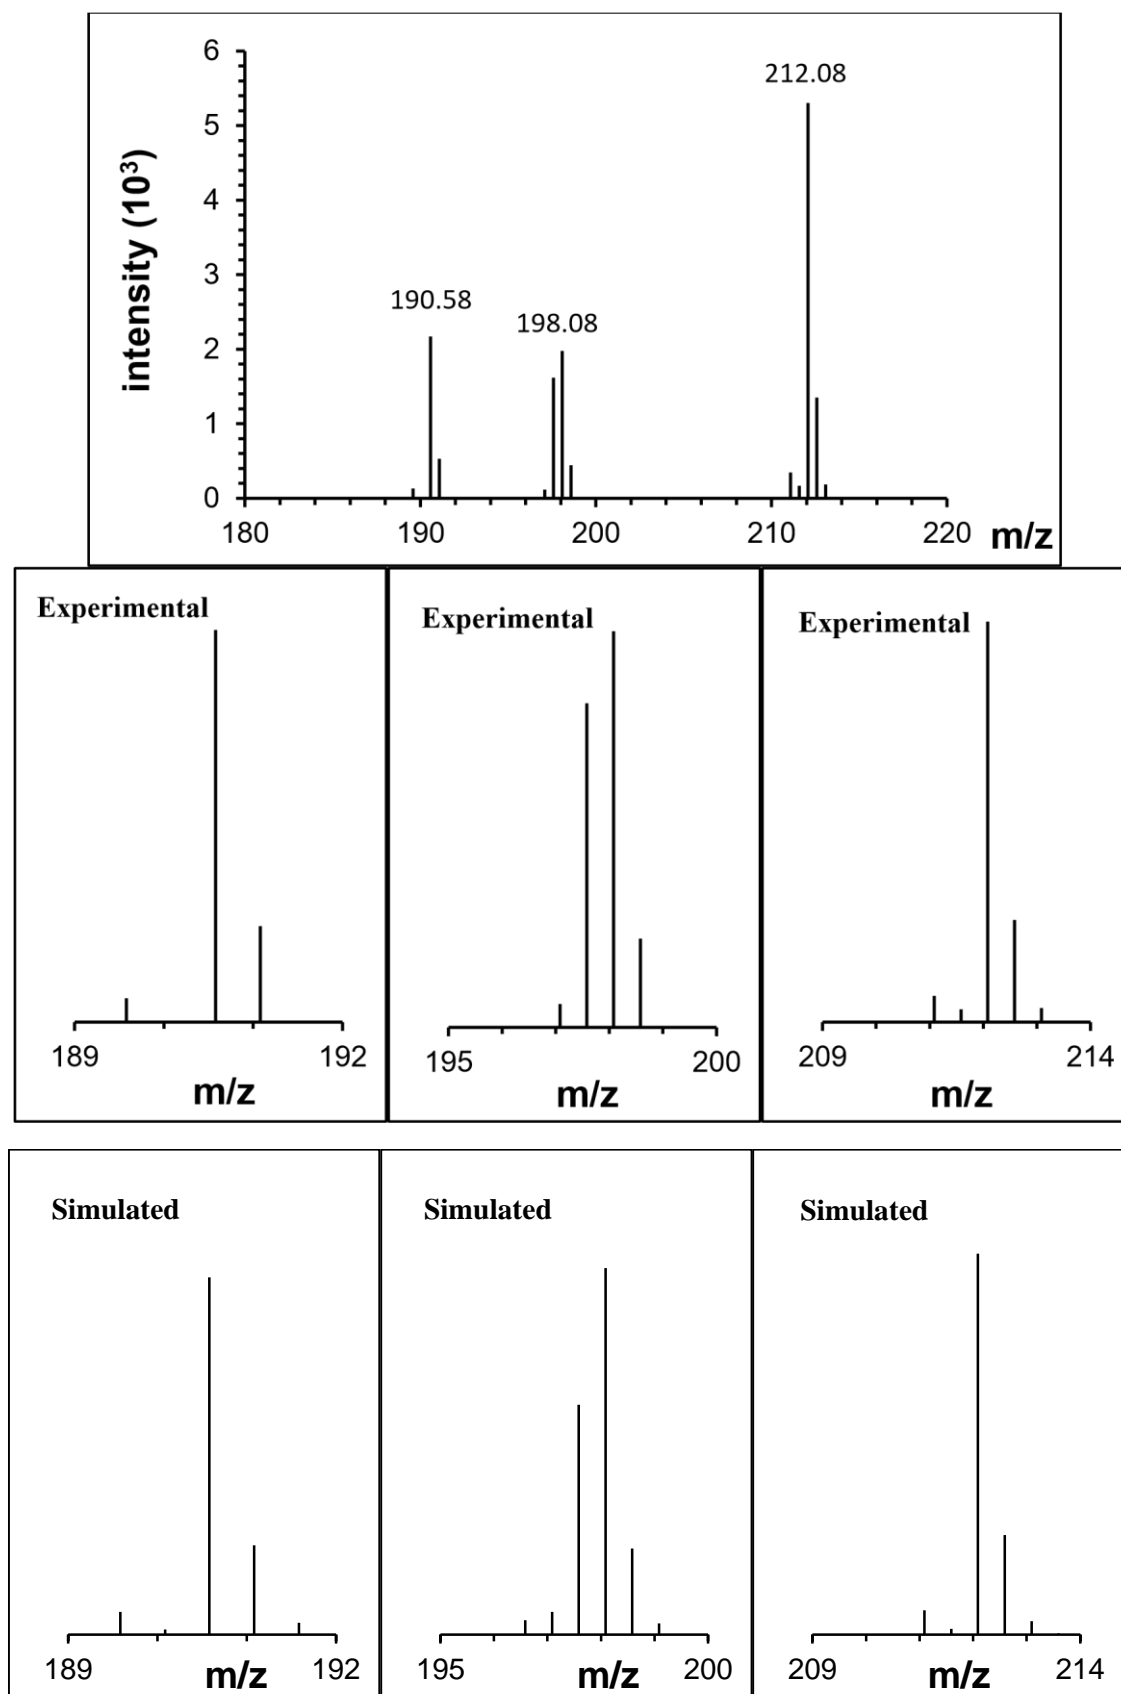 6
212.08
5
intensity (10³)
4
3
190.58
198.08
2
1
0
180 190 200 210 220 m/z
Experimental Experimental Experimental
189 192 195 200 209 214
m/z m/z m/z
Simulated Simulated Simulated
189 m/z 192 195 m/z 200 209 m/z 214